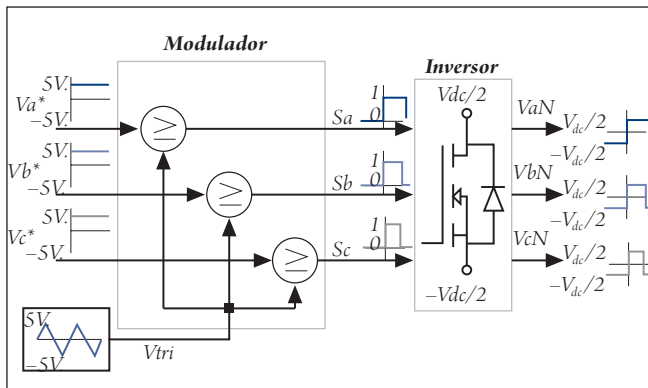 Modulador
Inversor
5V.
Va*
−5V.
5V.
Vb*
−5V.
5V.
Vc*
−5V.
≥
≥
≥
1
0
Sa
1
0
Sb
1
0
Sc
Vdc/2
−Vdc/2
VaN
Vdc/2
−Vdc/2
VbN
Vdc/2
−Vdc/2
VcN
Vdc/2
−Vdc/2
5V.
−5V.
Vtri